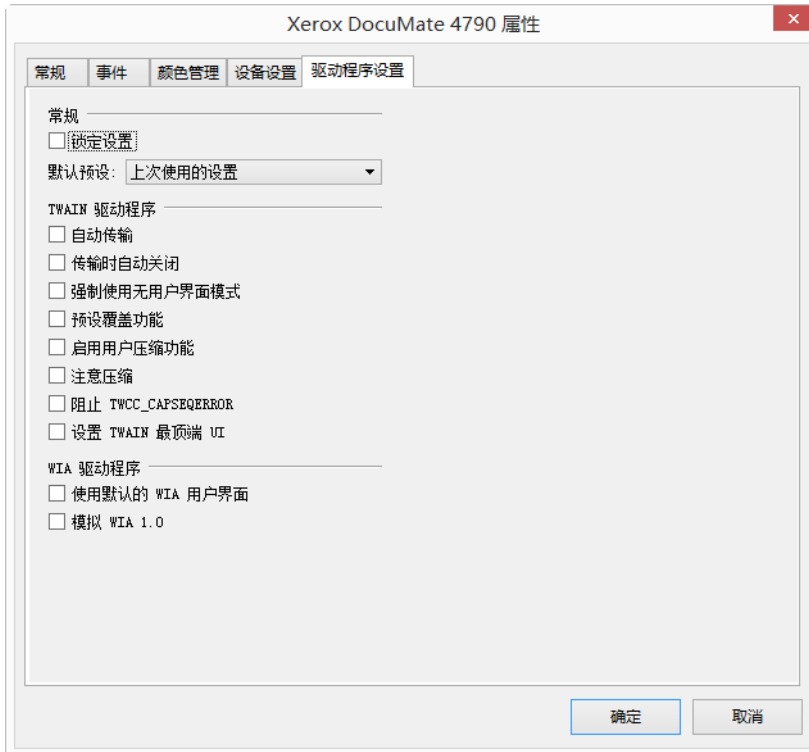 Xerox DocuMate 4790 属性
常规 事件 颜色管理 设备设置 驱动程序设置
常规
锁定设置
默认预设: 上次使用的设置
TWAIN 驱动程序
自动传输
传输时自动关闭
强制使用无用户界面模式
预设覆盖功能
启用用户压缩功能
注意压缩
阻止 TWCC_CAPSEQERROR
设置 TWAIN 最顶端 UI
WIA 驱动程序
使用默认的 WIA 用户界面
模拟 WIA 1.0
确定 取消